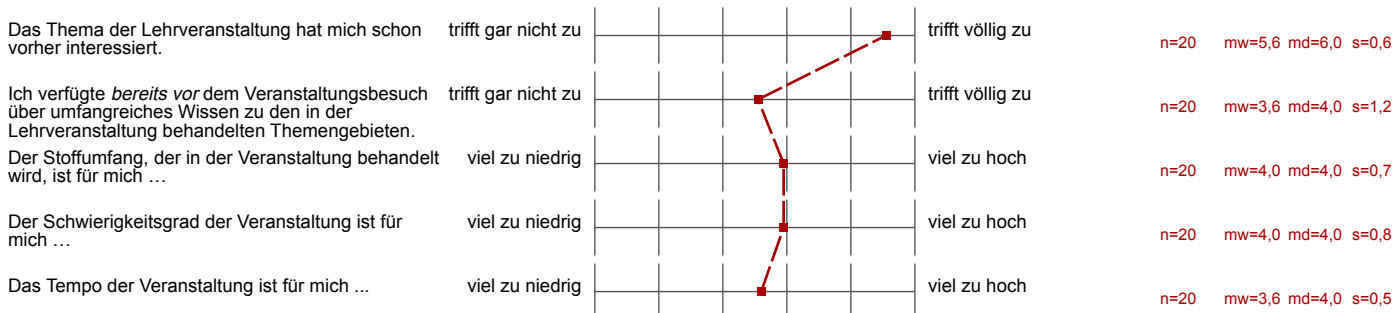 Das Thema der Lehrveranstaltung hat mich schon vorher interessiert.
trifft gar nicht zu
trifft völlig zu
n=20 mw=5,6 md=6,0 s=0,6
Ich verfügte bereits vor dem Veranstaltungsbesuch
über umfangreiches Wissen zu den in der
Lehrveranstaltung behandelten Themengebieten.
trifft gar nicht zu
trifft völlig zu
n=20 mw=3,6 md=4,0 s=1,2
Der Stoffumfang, der in der Veranstaltung behandelt
wird, ist für mich …
viel zu niedrig
viel zu hoch
n=20 mw=4,0 md=4,0 s=0,7
Der Schwierigkeitsgrad der Veranstaltung ist für
mich …
viel zu niedrig
viel zu hoch
n=20 mw=4,0 md=4,0 s=0,8
Das Tempo der Veranstaltung ist für mich ...
viel zu niedrig
viel zu hoch
n=20 mw=3,6 md=4,0 s=0,5